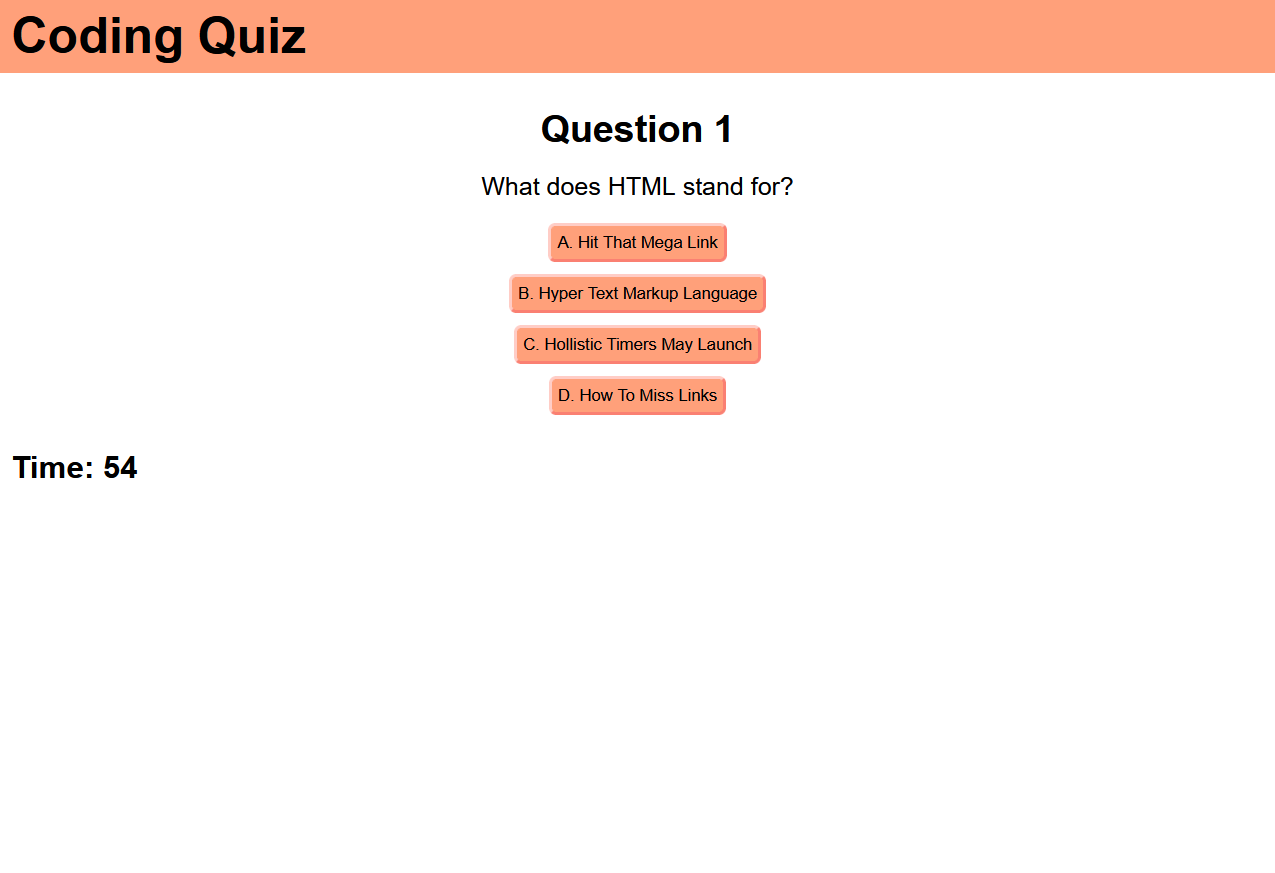 Coding Quiz
Question 1
What does HTML stand for?
A. Hit That Mega Link
B. Hyper Text Markup Language
C. Hollistic Timers May Launch
D. How To Miss Links
Time: 54